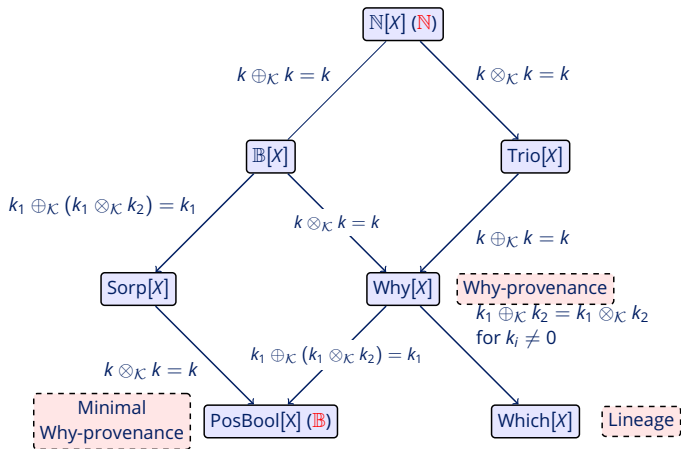 ℕ[X] (ℕ)
k ⊕𝒦 k = k
k ⊗𝒦 k = k
𝔹[X]
Trio[X]
k₁ ⊕𝒦 (k₁ ⊗𝒦 k₂) = k₁
k ⊗𝒦 k = k
k ⊕𝒦 k = k
Sorp[X]
Why[X]
Why-provenance
k₁ ⊕𝒦 k₂ = k₁ ⊗𝒦 k₂
for kᵢ ≠ 0
k ⊗𝒦 k = k
k₁ ⊕𝒦 (k₁ ⊗𝒦 k₂) = k₁
Minimal
Why-provenance
PosBool[X] (𝔹)
Which[X]
Lineage